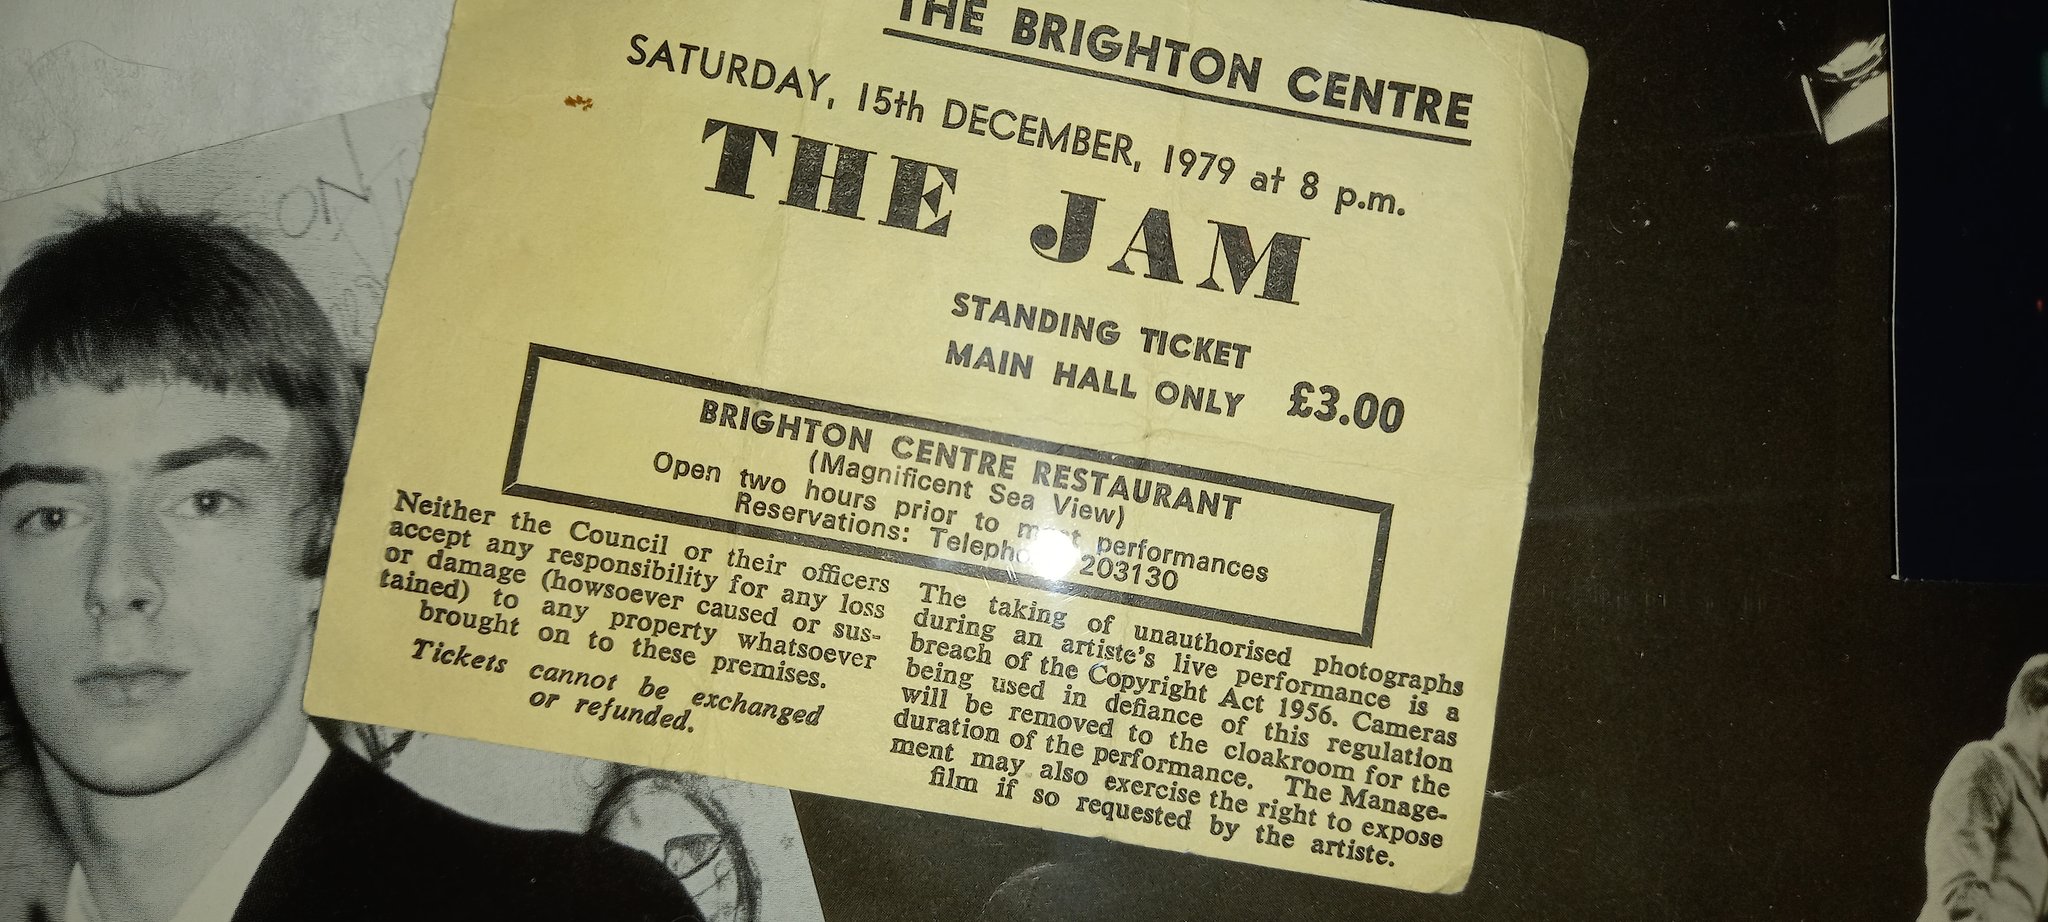 THE BRIGHTON CENTRE
SATURDAY, 15th DECEMBER, 1979 at 8 p.m.
THE JAM
STANDING TICKET
MAIN HALL ONLY £3.00
BRIGHTON CENTRE RESTAURANT
(Magnificent Sea View)
Open two hours prior to most performances
Reservations: Telephone 203130
Neither the Council or their officers
accept any responsibility for any loss
or damage (howsoever caused or sus-
tained) to any property whatsoever
brought on to these premises.
Tickets cannot be exchanged
or refunded.
The taking of unauthorised photographs
during an artiste's live performance is a
breach of the Copyright Act 1956. Cameras
being used in defiance of this regulation
will be removed to the cloakroom for the
duration of the performance. The Manage-
ment may also exercise the right to expose
film if so requested by the artiste.
ON